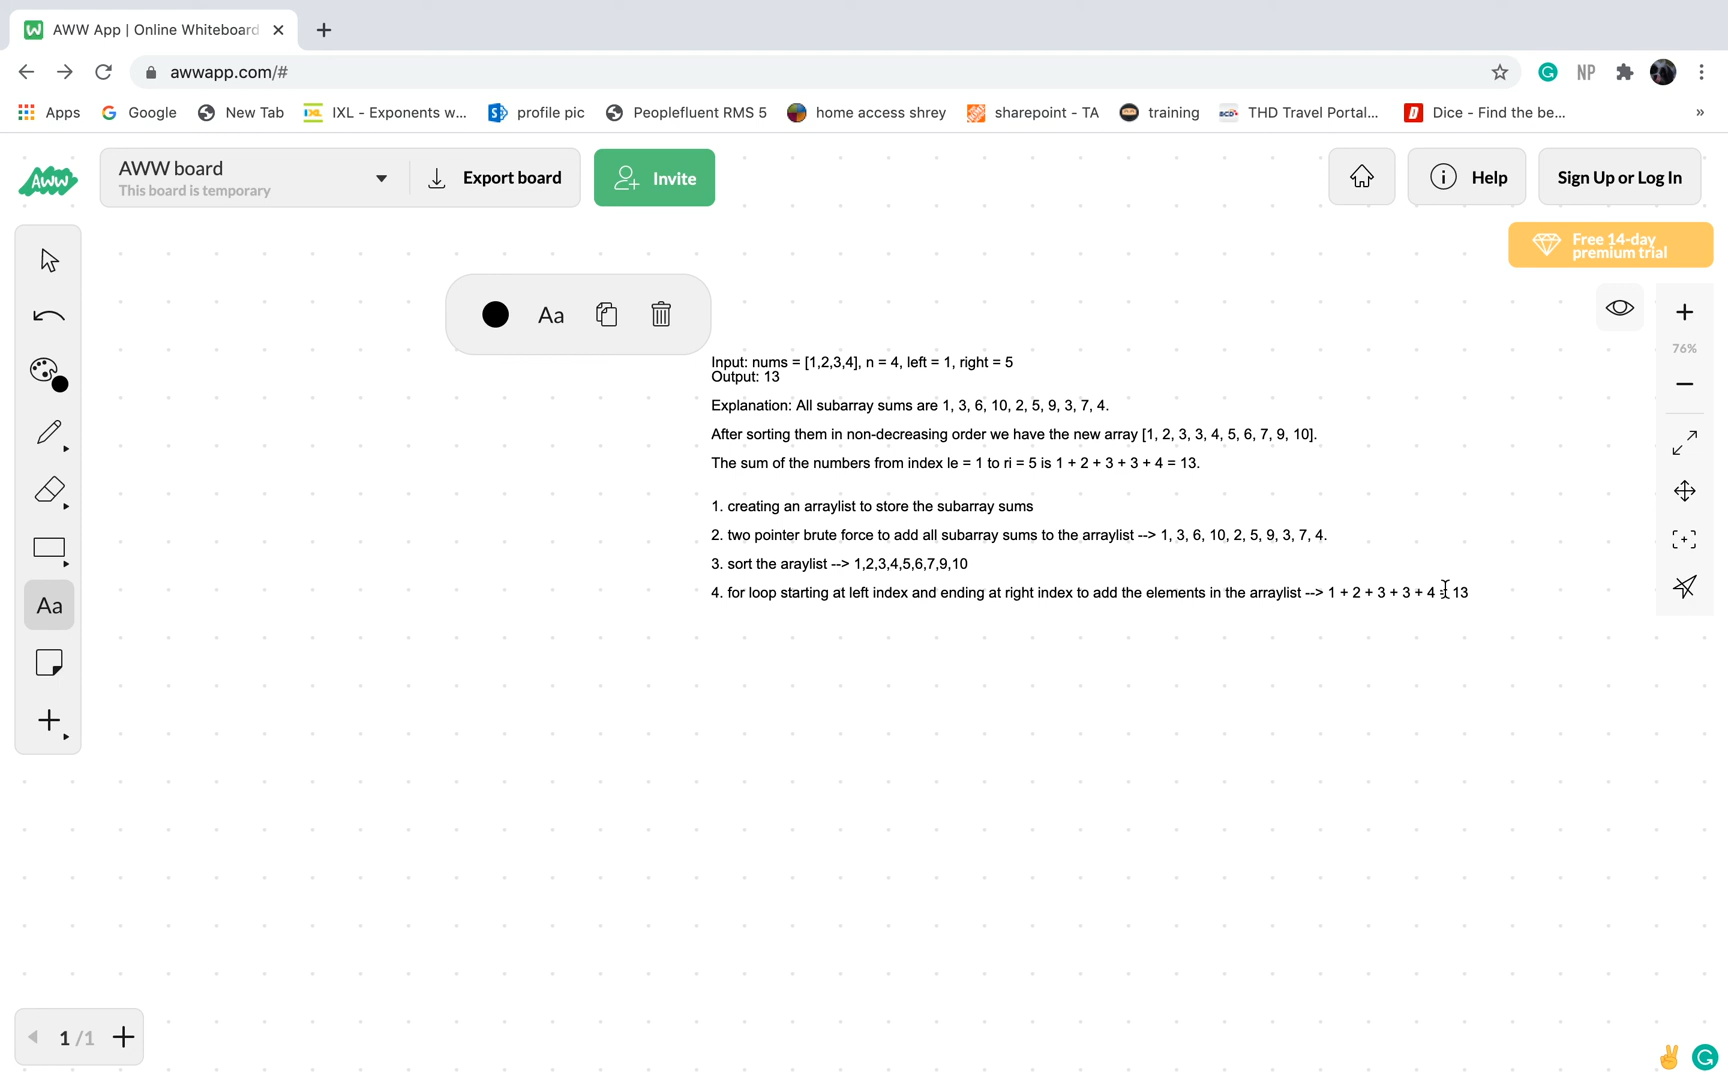 AWW App | Online Whiteboard
awwapp.com/#
NP
Apps
Google
New Tab
IXL - Exponents w...
profile pic
Peoplefluent RMS 5
home access shrey
sharepoint - TA
training
THD Travel Portal...
Dice - Find the be...
»
AWW
AWW board
This board is temporary
Export board
Invite
Help
Sign Up or Log In
Free 14-day
premium trial
Aa
76%
Input: nums = [1,2,3,4], n = 4, left = 1, right = 5
Output: 13
Explanation: All subarray sums are 1, 3, 6, 10, 2, 5, 9, 3, 7, 4.
After sorting them in non-decreasing order we have the new array [1, 2, 3, 3, 4, 5, 6, 7, 9, 10].
The sum of the numbers from index le = 1 to ri = 5 is 1 + 2 + 3 + 3 + 4 = 13.
1. creating an arraylist to store the subarray sums
2. two pointer brute force to add all subarray sums to the arraylist --> 1, 3, 6, 10, 2, 5, 9, 3, 7, 4.
3. sort the araylist --> 1,2,3,4,5,6,7,9,10
4. for loop starting at left index and ending at right index to add the elements in the arraylist --> 1 + 2 + 3 + 3 + 4 = 13
Aa
1 /1